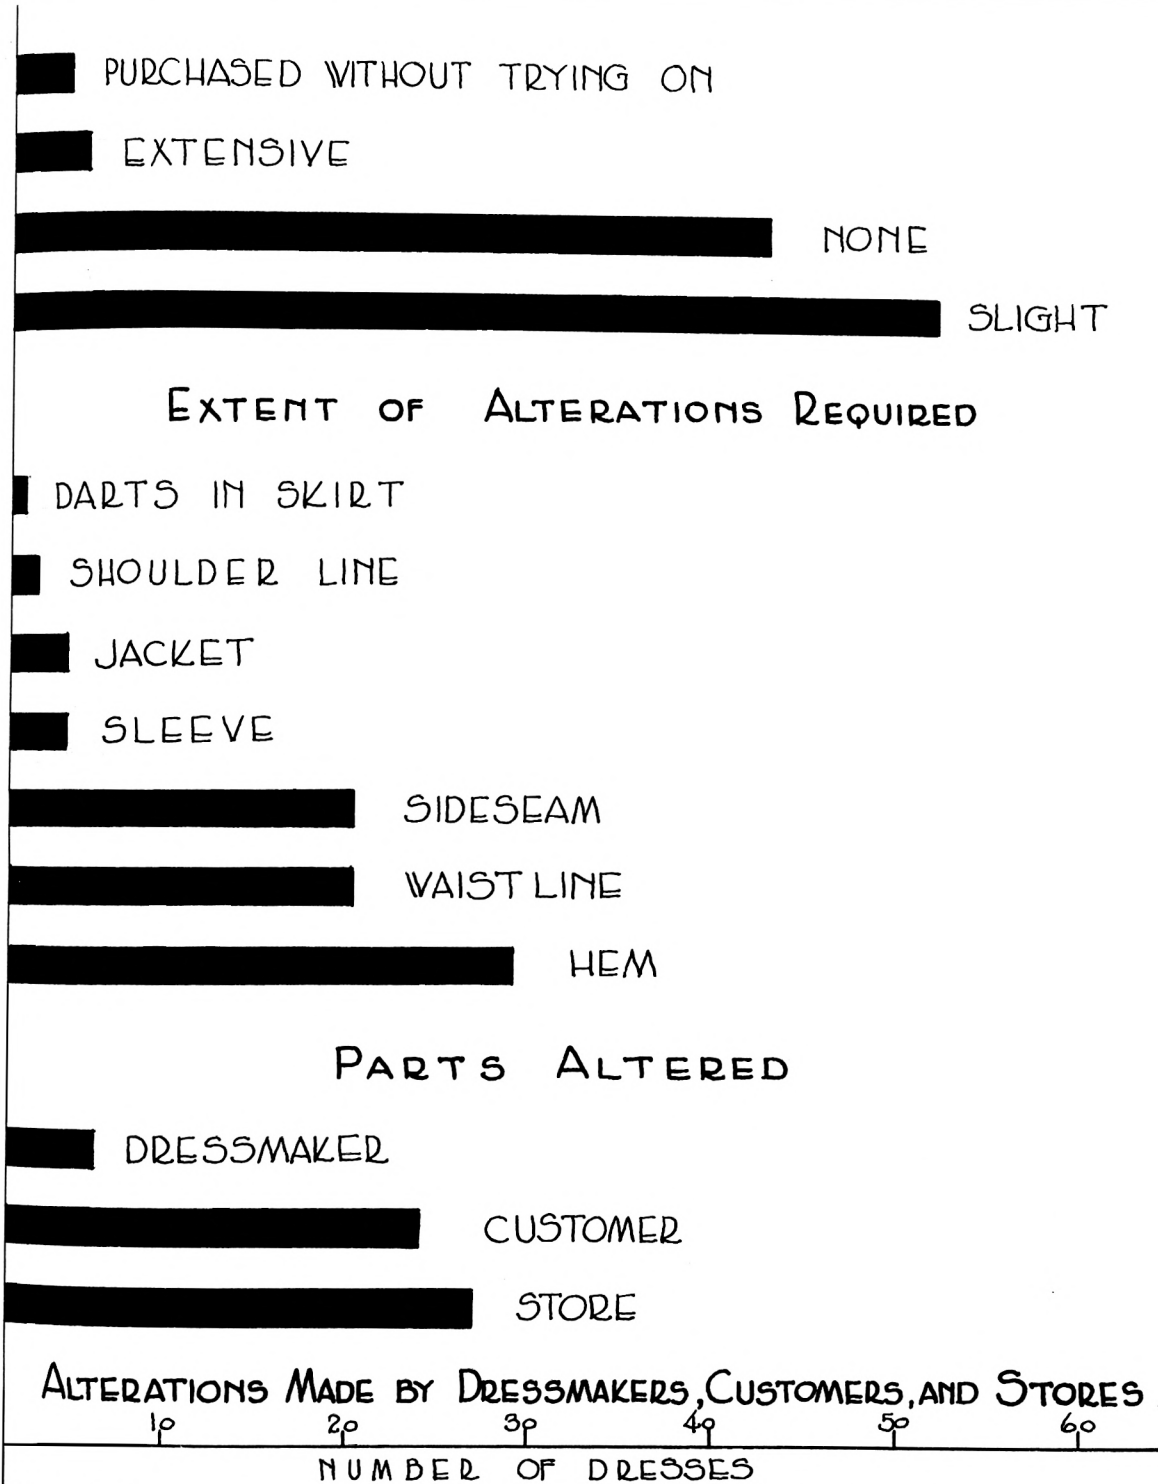 PURCHASED WITHOUT TRYING ON
EXTENSIVE
NONE
SLIGHT
EXTENT OF ALTERATIONS REQUIRED
DARTS IN SKIRT
SHOULDER LINE
JACKET
SLEEVE
SIDESEAM
WAISTLINE
HEM
PARTS ALTERED
DRESSMAKER
CUSTOMER
STORE
ALTERATIONS MADE BY DRESSMAKERS, CUSTOMERS, AND STORES
10 20 30 40 50 60
NUMBER OF DRESSES